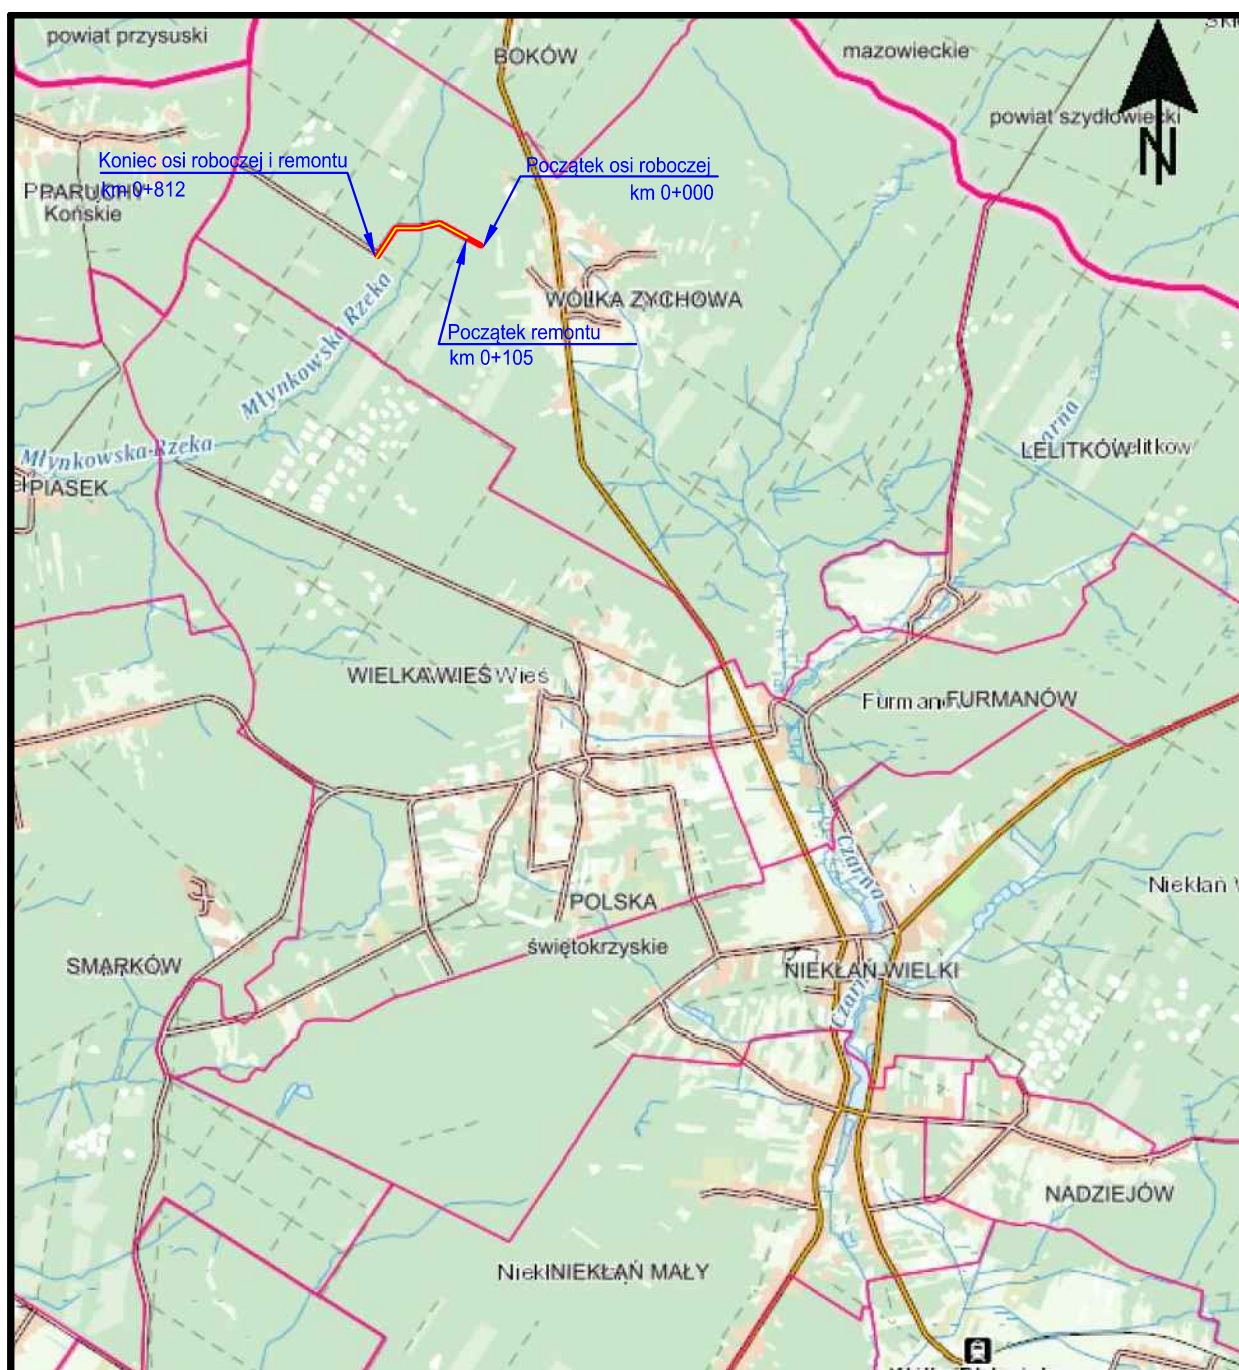 powiat przysuski
BOKÓW
mazowieckie
powiat szydłowiecki
N
Koniec osi roboczej i remontu
km 0+812
Początek osi roboczej
km 0+000
PARUCHY
Końskie
WÓLKA ZYCHOWA
Początek remontu
km 0+105
Młynkowska Rzeka
Młynkowska Rzeka
PIASEK
Czarna
LELITKÓW
WIELKA WIEŚ Wieś
FURMANÓW
Czarna
Niekłań
POLSKA
świętokrzyskie
SMARKÓW
NIEKŁAŃ WIELKI
NADZIEJÓW
NIEKŁAŃ MAŁY